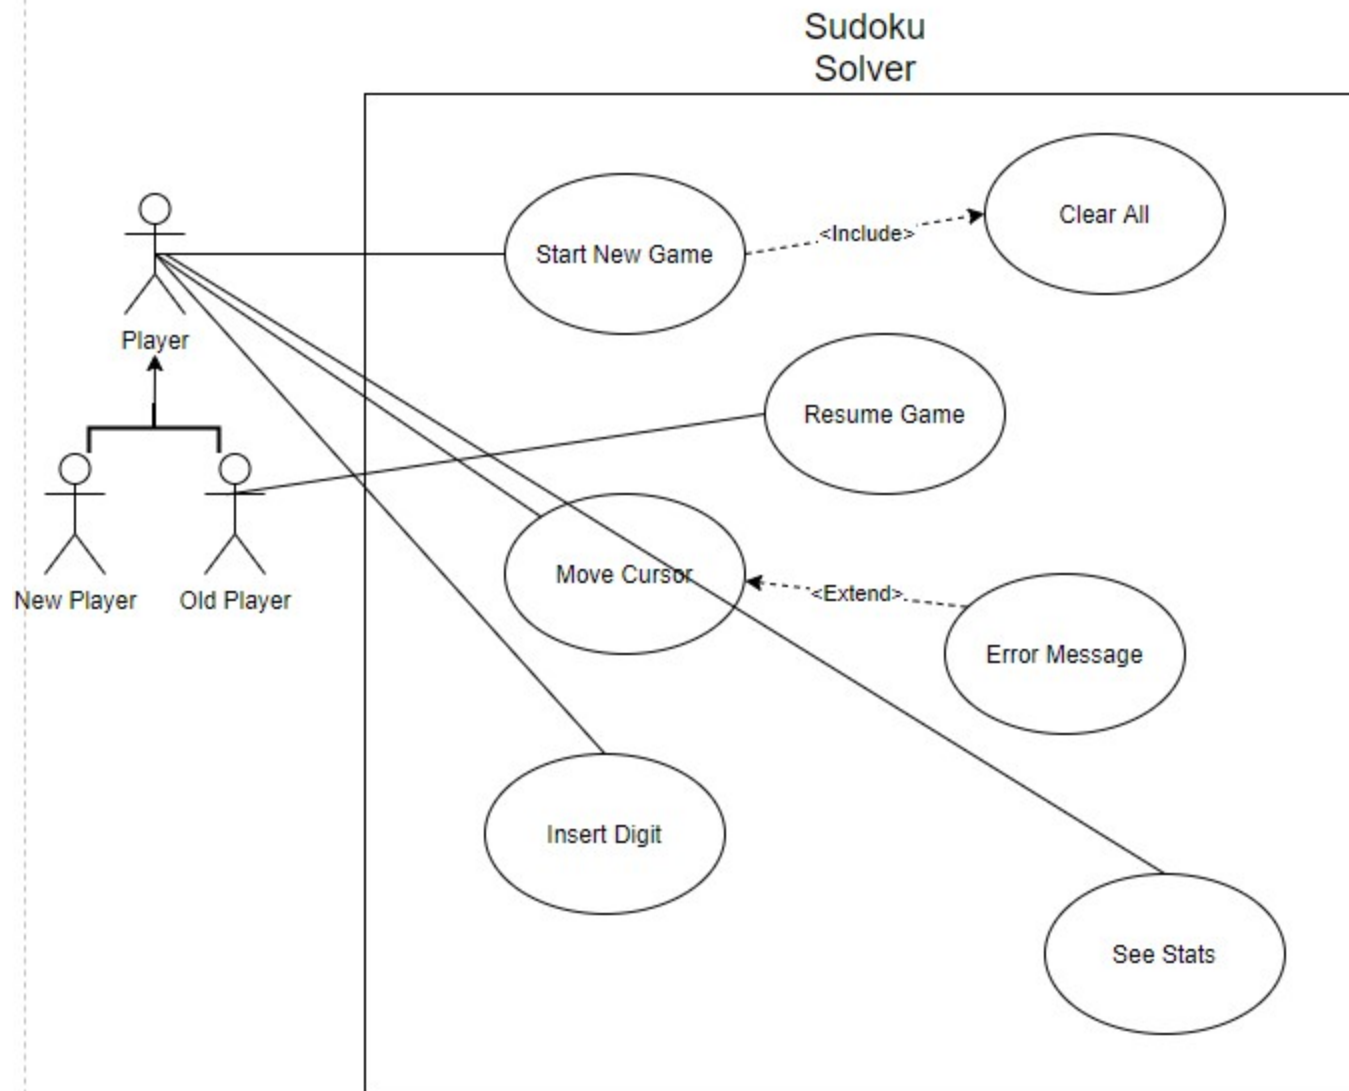 Sudoku
Solver
Clear All
<Include>
Start New Game
Player
Resume Game
Move Cursor
<Extend>
New Player
Old Player
Error Message
Insert Digit
See Stats